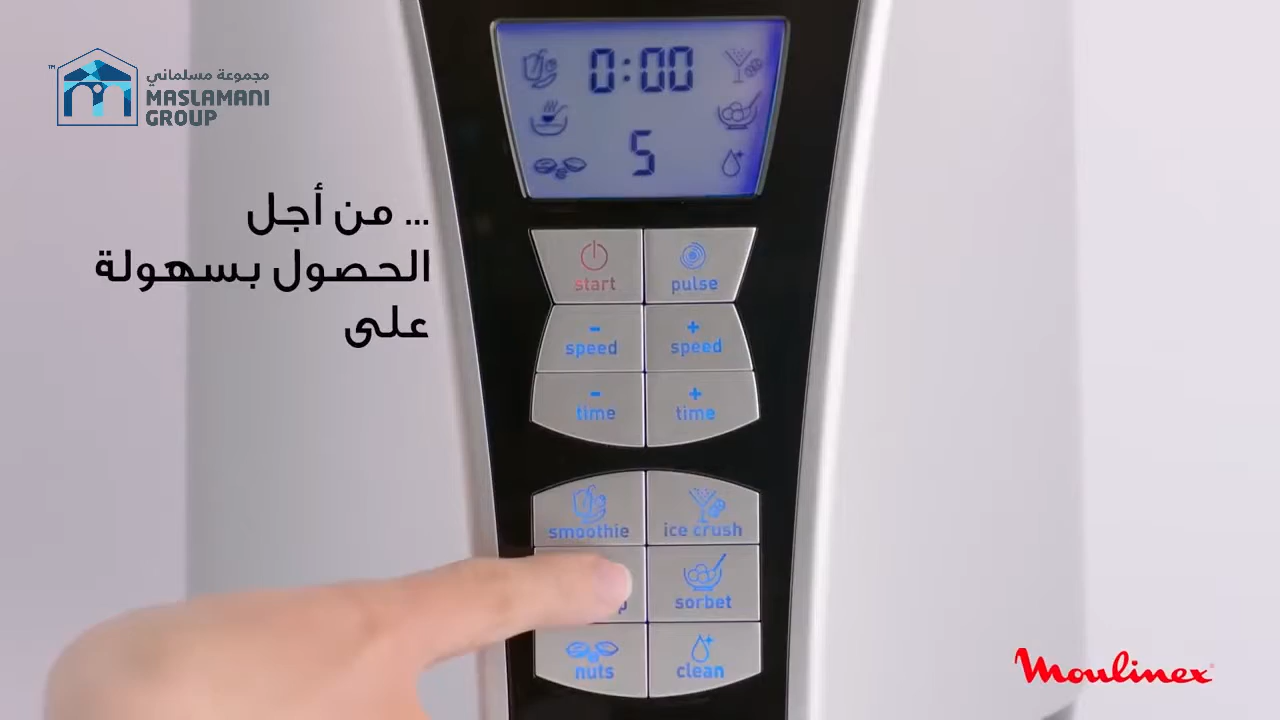 مجموعة مسلماني
MASLAMANI
GROUP
™
... من أجل
الحصول بسهولة
على
0:00
5
start
pulse
- speed
+ speed
- time
+ time
smoothie
ice crush
sorbet
nuts
clean
Moulinex